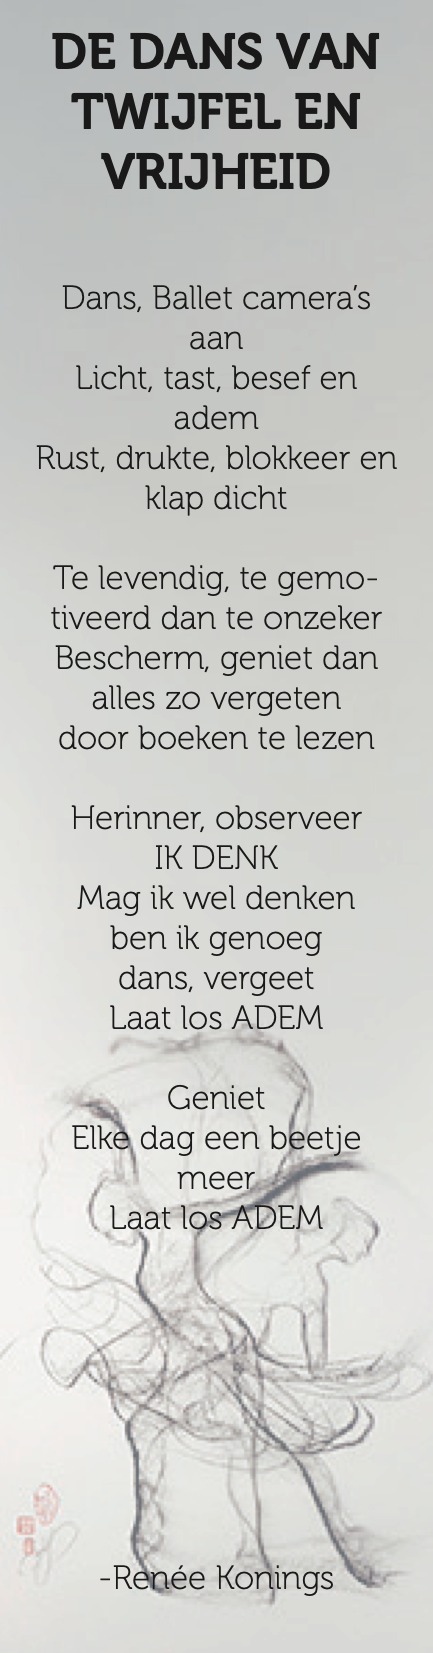 DE DANS VAN
TWIJFEL EN
VRIJHEID
Dans, Ballet camera's
aan
Licht, tast, besef en
adem
Rust, drukte, blokkeer en
klap dicht
Te levendig, te gemo-
tiveerd dan te onzeker
Bescherm, geniet dan
alles zo vergeten
door boeken te lezen
Herinner, observeer
IK DENK
Mag ik wel denken
ben ik genoeg
dans, vergeet
Laat los ADEM
Geniet
Elke dag een beetje
meer
Laat los ADEM
-Renée Konings